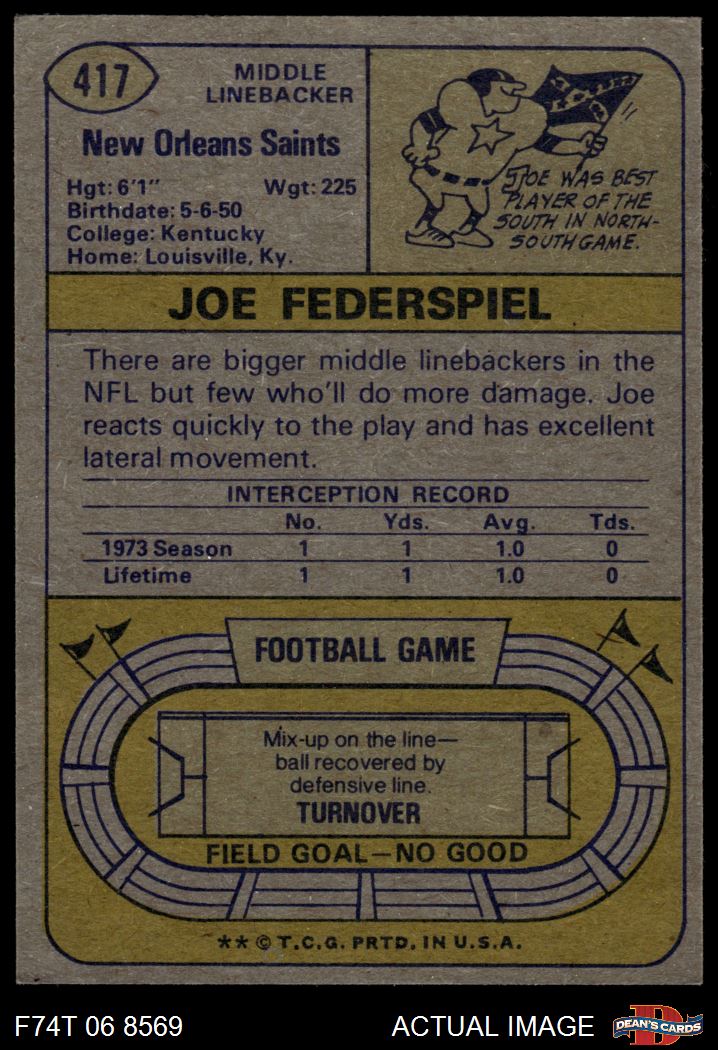 417
MIDDLE
LINEBACKER
New Orleans Saints
Hgt: 6'1" Wgt: 225
Birthdate: 5-6-50
College: Kentucky
Home: Louisville, Ky.
JOE WAS BEST
PLAYER OF THE
SOUTH IN NORTH-
SOUTH GAME.
JOE FEDERSPIEL
There are bigger middle linebackers in the
NFL but few who'll do more damage. Joe
reacts quickly to the play and has excellent
lateral movement.
INTERCEPTION RECORD
No. Yds. Avg. Tds.
1973 Season 1 1 1.0 0
Lifetime 1 1 1.0 0
FOOTBALL GAME
Mix-up on the line—
ball recovered by
defensive line.
TURNOVER
FIELD GOAL—NO GOOD
** © T.C.G. PRTD. IN U.S.A.
F74T 06 8569 ACTUAL IMAGE DEAN'S CARDS